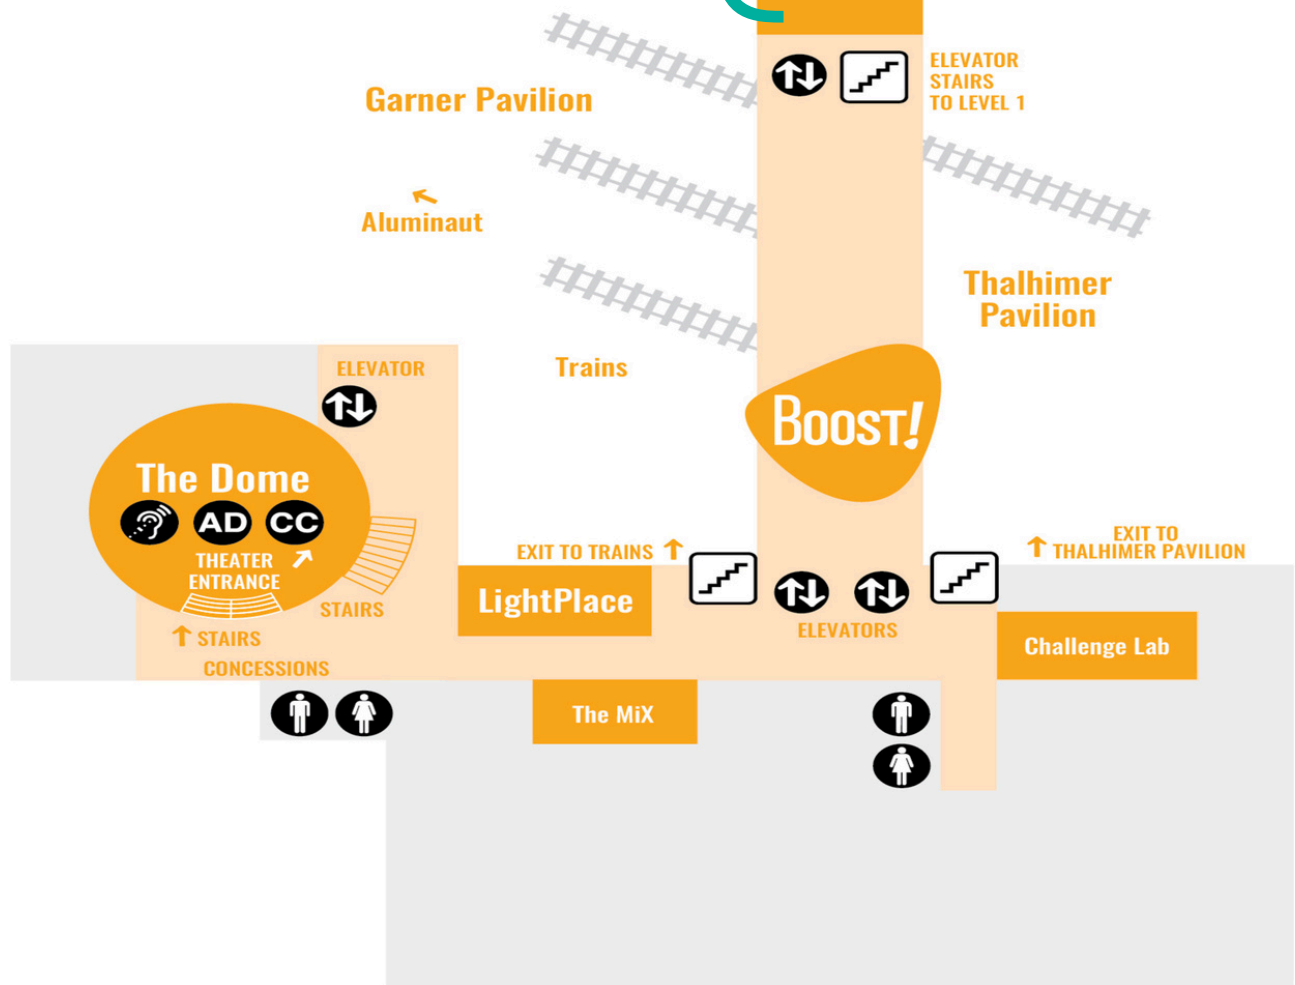 ELEVATOR
STAIRS
TO LEVEL 1
Garner Pavilion
Aluminaut
Thalhimer
Pavilion
Trains
ELEVATOR
BOOST!
The Dome
AD
CC
THEATER
ENTRANCE
STAIRS
STAIRS
CONCESSIONS
EXIT TO TRAINS
LightPlace
ELEVATORS
EXIT TO
THALHIMER PAVILION
Challenge Lab
The MiX